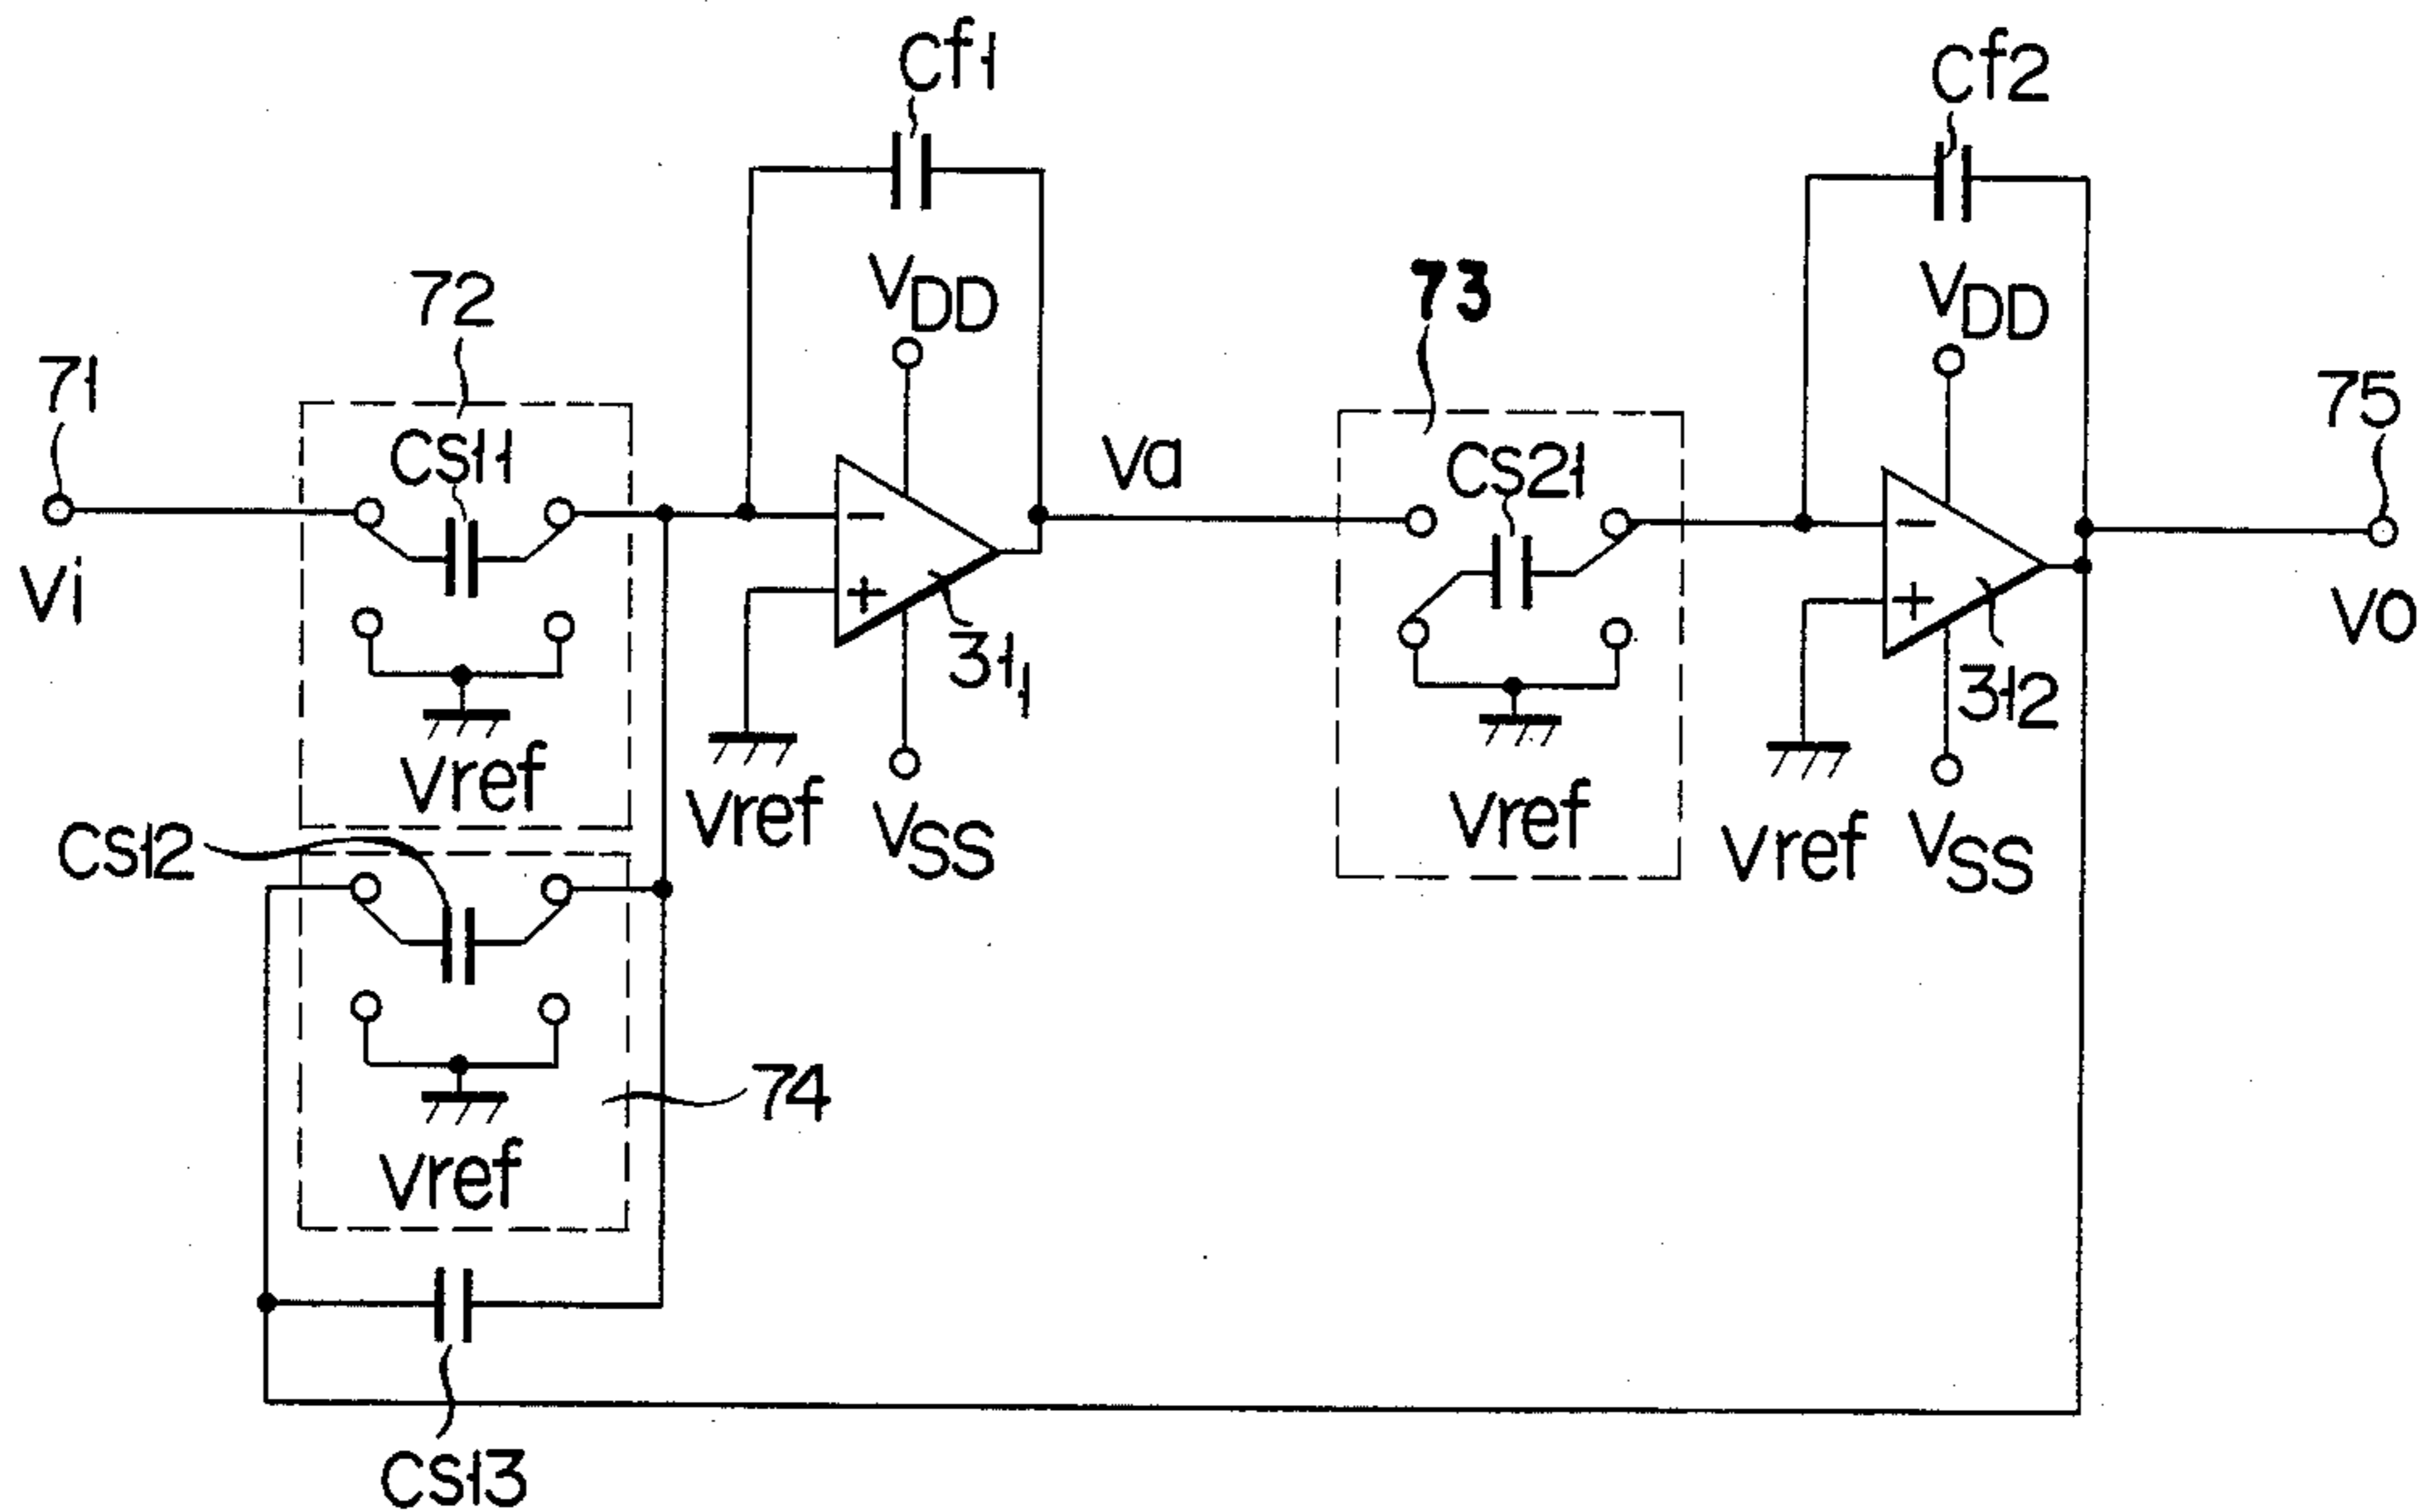 Cf1
Cf2
VDD
VDD
72
73
71
75
Cs11
Va
Cs21
Vi
Vo
31₁
31₂
Vref
Vref
Vref
Vref
VSS
VSS
Cs12
74
Vref
Cs13